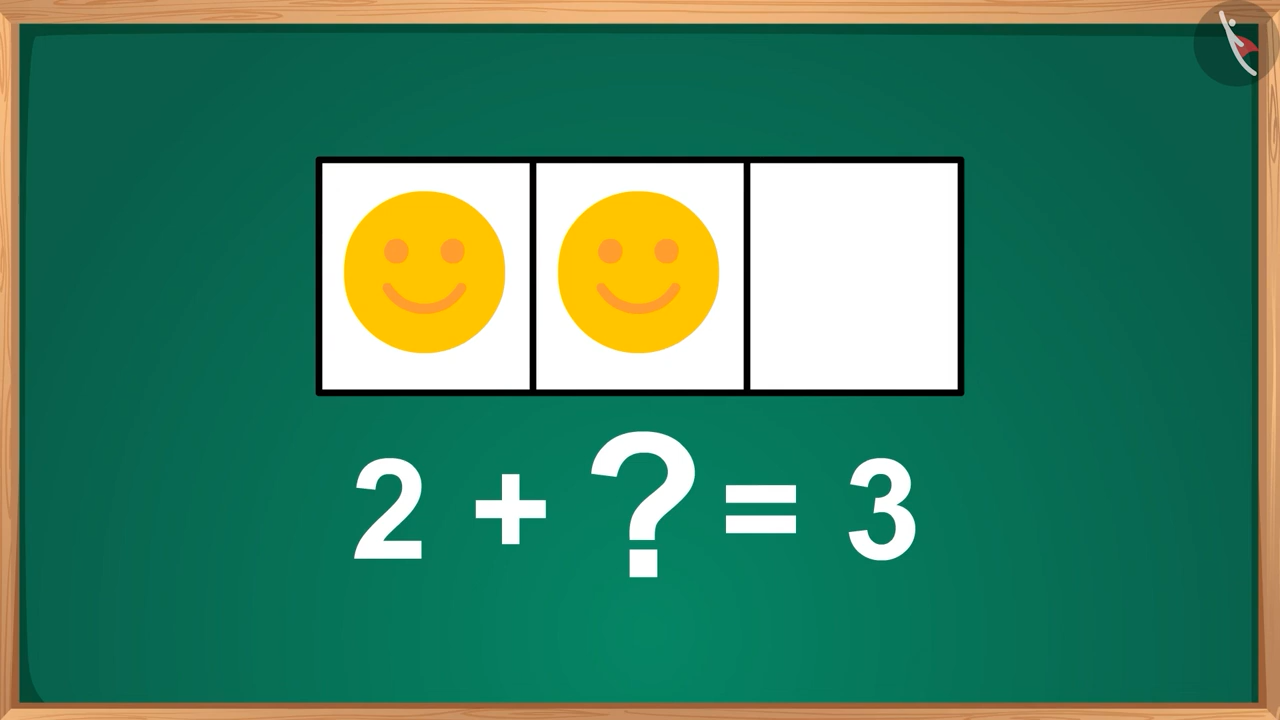 2 + ? = 3